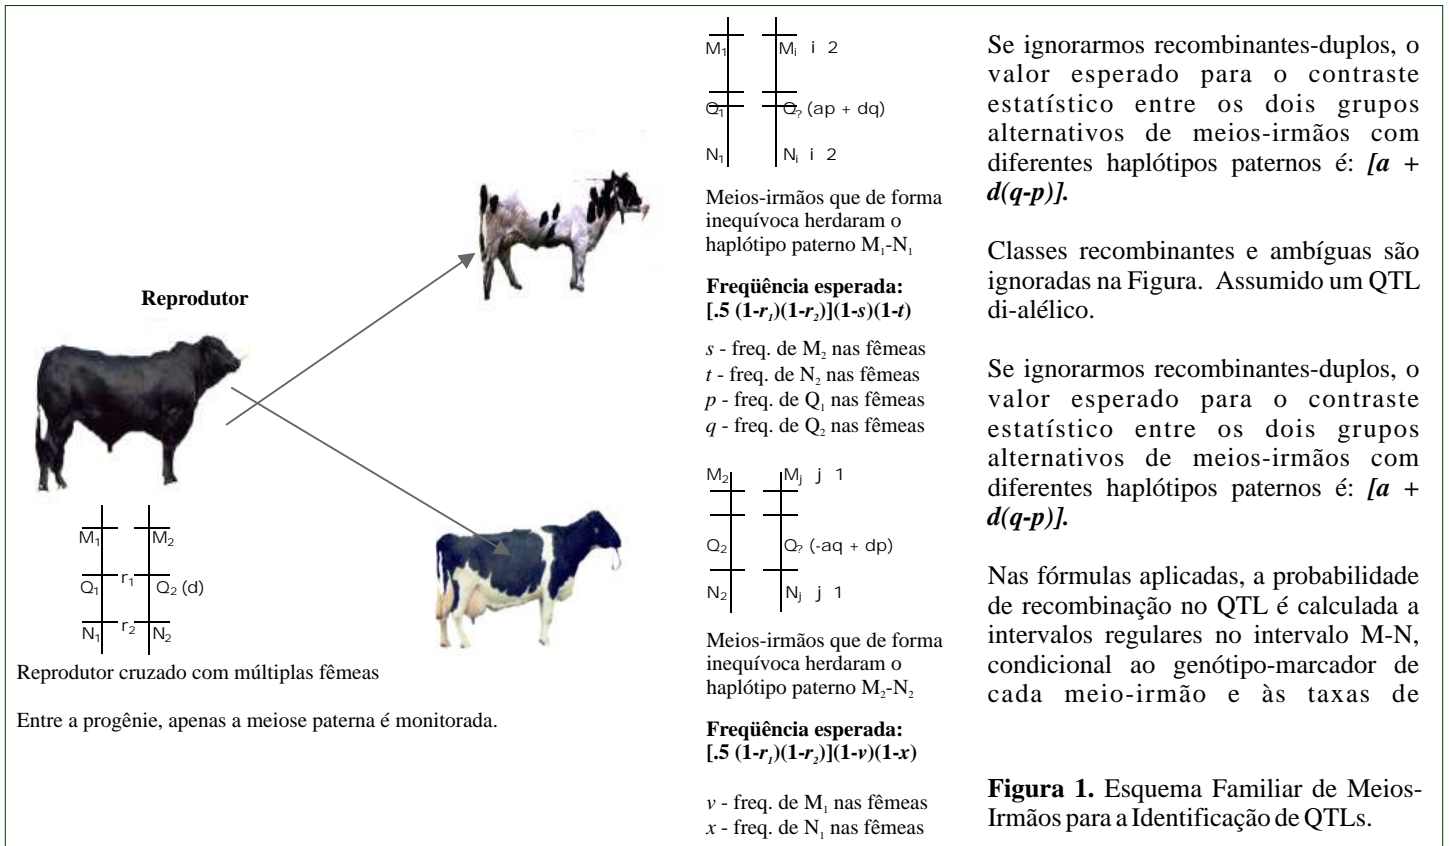 Reprodutor
M₁ M₂
Q₁ r₁ Q₂ (d)
N₁ r₂ N₂
Reprodutor cruzado com múltiplas fêmeas
Entre a progênie, apenas a meiose paterna é monitorada.
M₁ Mᵢ i 2
Q₁ Q? (ap + dq)
N₁ Nᵢ i 2
Meios-irmãos que de forma
inequívoca herdaram o
haplótipo paterno M₁-N₁
Freqüência esperada:
[.5 (1-r₁)(1-r₂)](1-s)(1-t)
s - freq. de M₂ nas fêmeas
t - freq. de N₂ nas fêmeas
p - freq. de Q₁ nas fêmeas
q - freq. de Q₂ nas fêmeas
M₂ Mⱼ j 1
Q₂ Q? (-aq + dp)
N₂ Nⱼ j 1
Meios-irmãos que de forma
inequívoca herdaram o
haplótipo paterno M₂-N₂
Freqüência esperada:
[.5 (1-r₁)(1-r₂)](1-v)(1-x)
v - freq. de M₁ nas fêmeas
x - freq. de N₁ nas fêmeas
Se ignorarmos recombinantes-duplos, o
valor esperado para o contraste
estatístico entre os dois grupos
alternativos de meios-irmãos com
diferentes haplótipos paternos é: [a +
d(q-p)].
Classes recombinantes e ambíguas são
ignoradas na Figura. Assumido um QTL
di-alélico.
Se ignorarmos recombinantes-duplos, o
valor esperado para o contraste
estatístico entre os dois grupos
alternativos de meios-irmãos com
diferentes haplótipos paternos é: [a +
d(q-p)].
Nas fórmulas aplicadas, a probabilidade
de recombinação no QTL é calculada a
intervalos regulares no intervalo M-N,
condicional ao genótipo-marcador de
cada meio-irmão e às taxas de
Figura 1. Esquema Familiar de Meios-
Irmãos para a Identificação de QTLs.